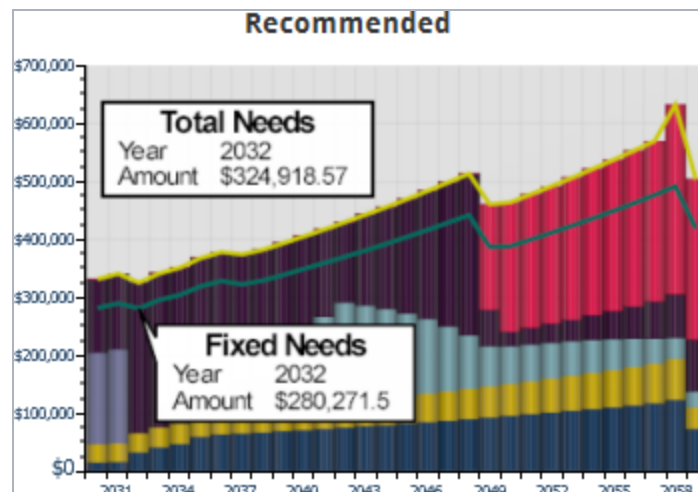 Recommended
$700,000
$600,000
$500,000
$400,000
$300,000
$200,000
$100,000
$0
Total Needs
Year 2032
Amount $324,918.57
Fixed Needs
Year 2032
Amount $280,271.5
2031 2034 2037 2040 2043 2046 2049 2052 2055 2058